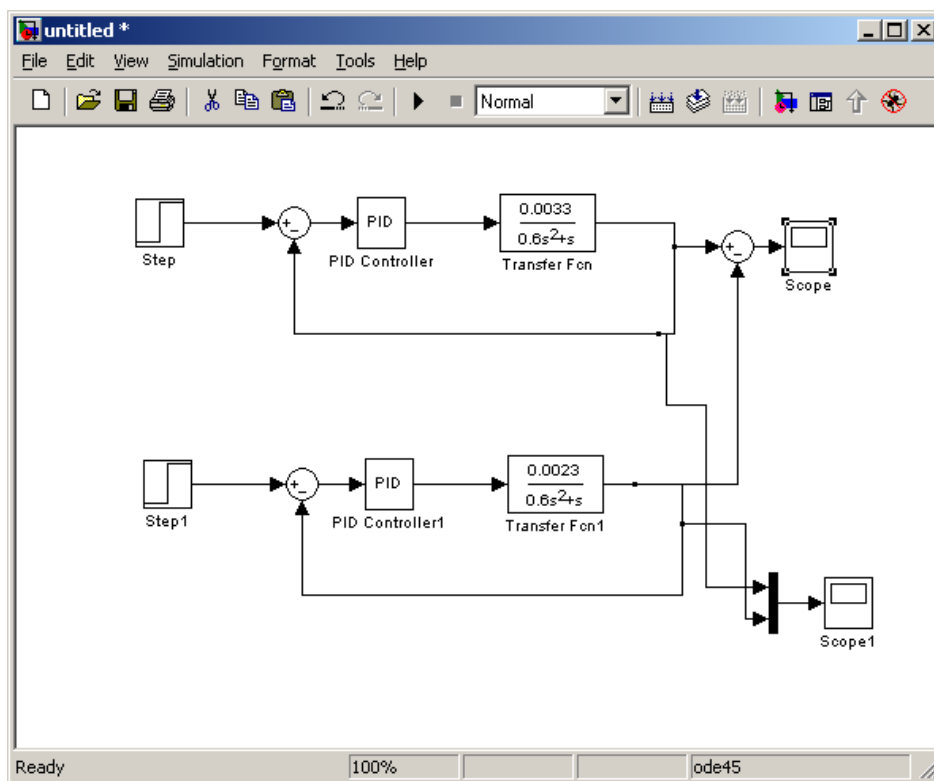 untitled *
File Edit View Simulation Format Tools Help
Normal
Step
+
-
PID
PID Controller
0.0033
0.6s²+s
Transfer Fcn
+
-
Scope
Step1
+
-
PID
PID Controller1
0.0023
0.6s²+s
Transfer Fcn1
Scope1
Ready 100% ode45